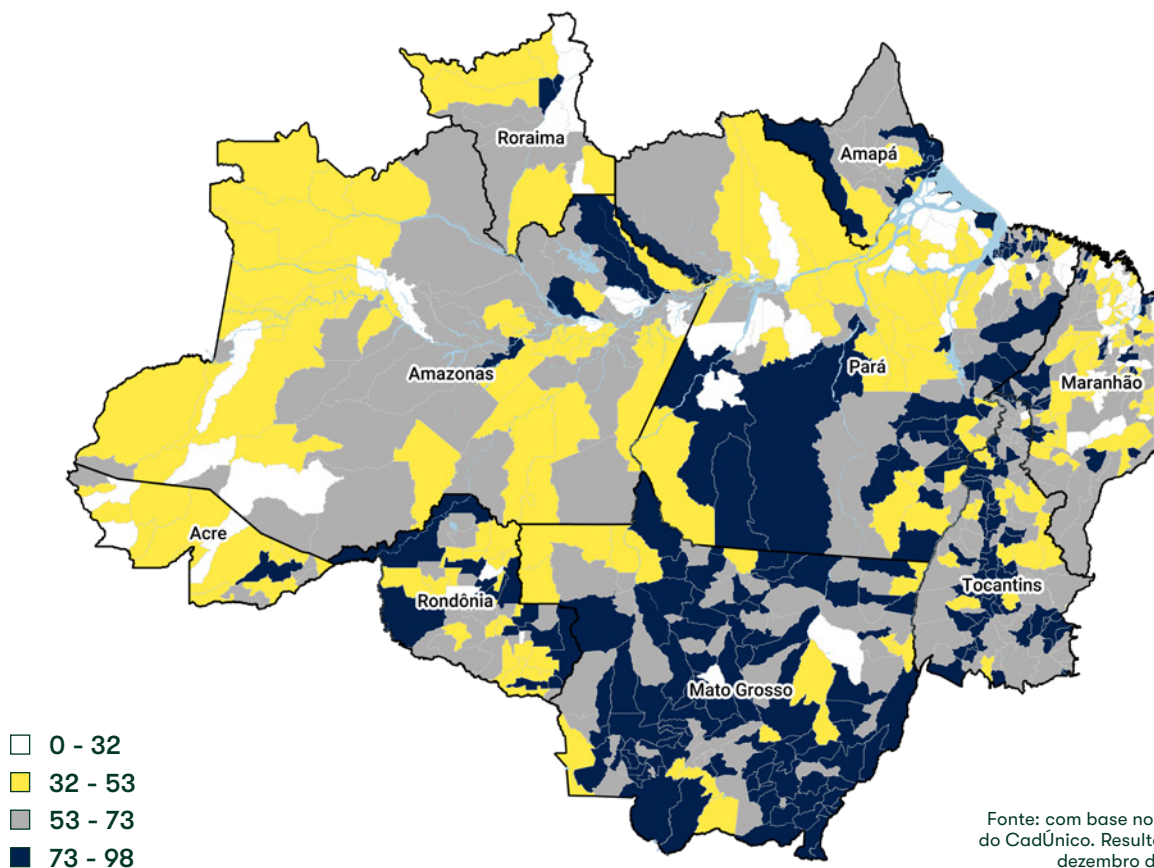 Roraima
Amapá
Amazonas
Pará
Maranhão
Acre
Rondônia
Tocantins
Mato Grosso
0 - 32
32 - 53
53 - 73
73 - 98
Fonte: com base no
do CadÚnico. Result
dezembro